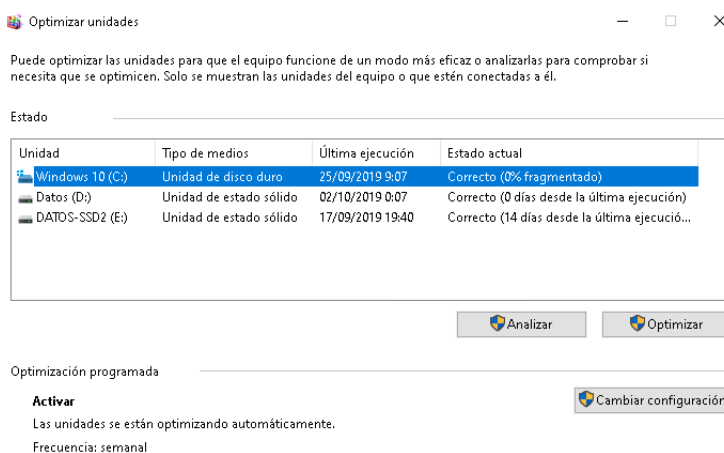 Optimizar unidades
Puede optimizar las unidades para que el equipo funcione de un modo más eficaz o analizarlas para comprobar si
necesita que se optimicen. Solo se muestran las unidades del equipo o que estén conectadas a él.
Estado
Unidad Tipo de medios Última ejecución Estado actual
Windows 10 (C:) Unidad de disco duro 25/09/2019 9:07 Correcto (0% fragmentado)
Datos (D:) Unidad de estado sólido 02/10/2019 0:07 Correcto (0 días desde la última ejecución)
DATOS-SSD2 (E:) Unidad de estado sólido 17/09/2019 19:40 Correcto (14 días desde la última ejecució...
Analizar Optimizar
Optimización programada
Activar Cambiar configuración
Las unidades se están optimizando automáticamente.
Frecuencia: semanal